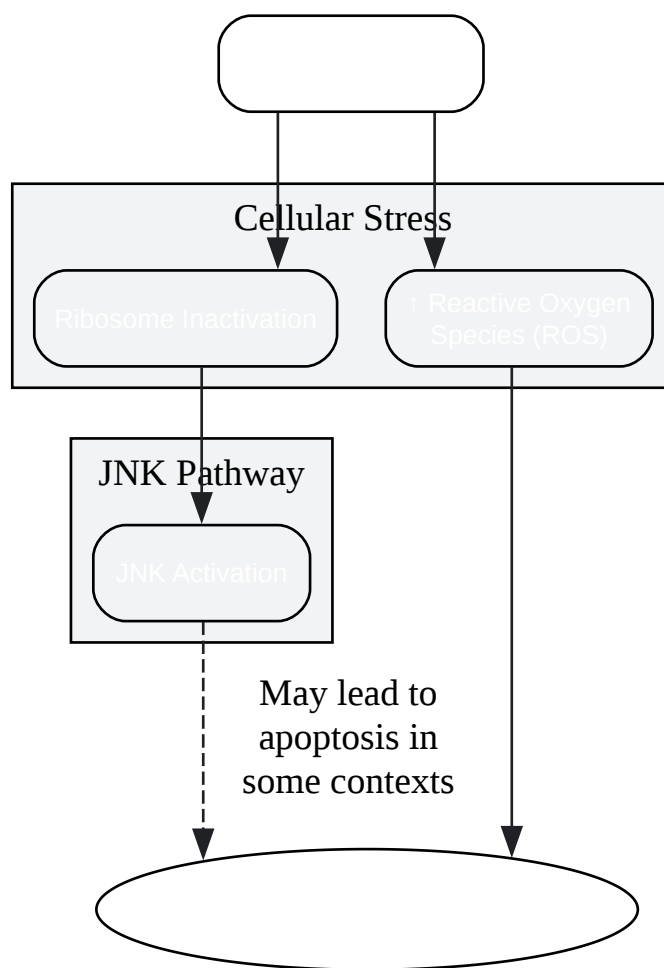 Cellular Stress
Ribosome Inactivation
↑ Reactive Oxygen
Species (ROS)
JNK Pathway
JNK Activation
May lead to
apoptosis in
some contexts